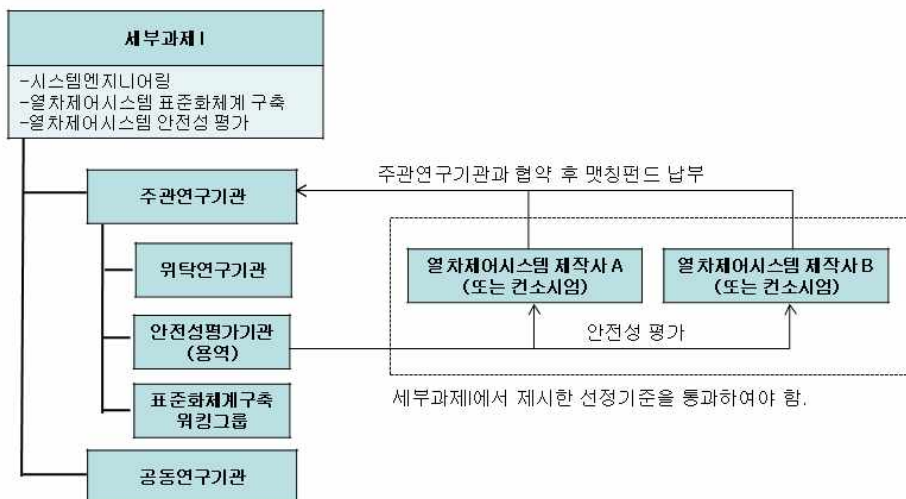 세부과제 I
-시스템엔지니어링
-열차제어시스템 표준화체계 구축
-열차제어시스템 안전성 평가
주관연구기관과 협약 후 맷칭펀드 납부
주관연구기관
위탁연구기관
열차제어시스템 제작사 A
(또는 컨소시엄)
열차제어시스템 제작사 B
(또는 컨소시엄)
안전성평가기관
(용역)
안전성 평가
표준화체계구축
워킹그룹
세부과제I에서 제시한 선정기준을 통과하여야 함.
공동연구기관